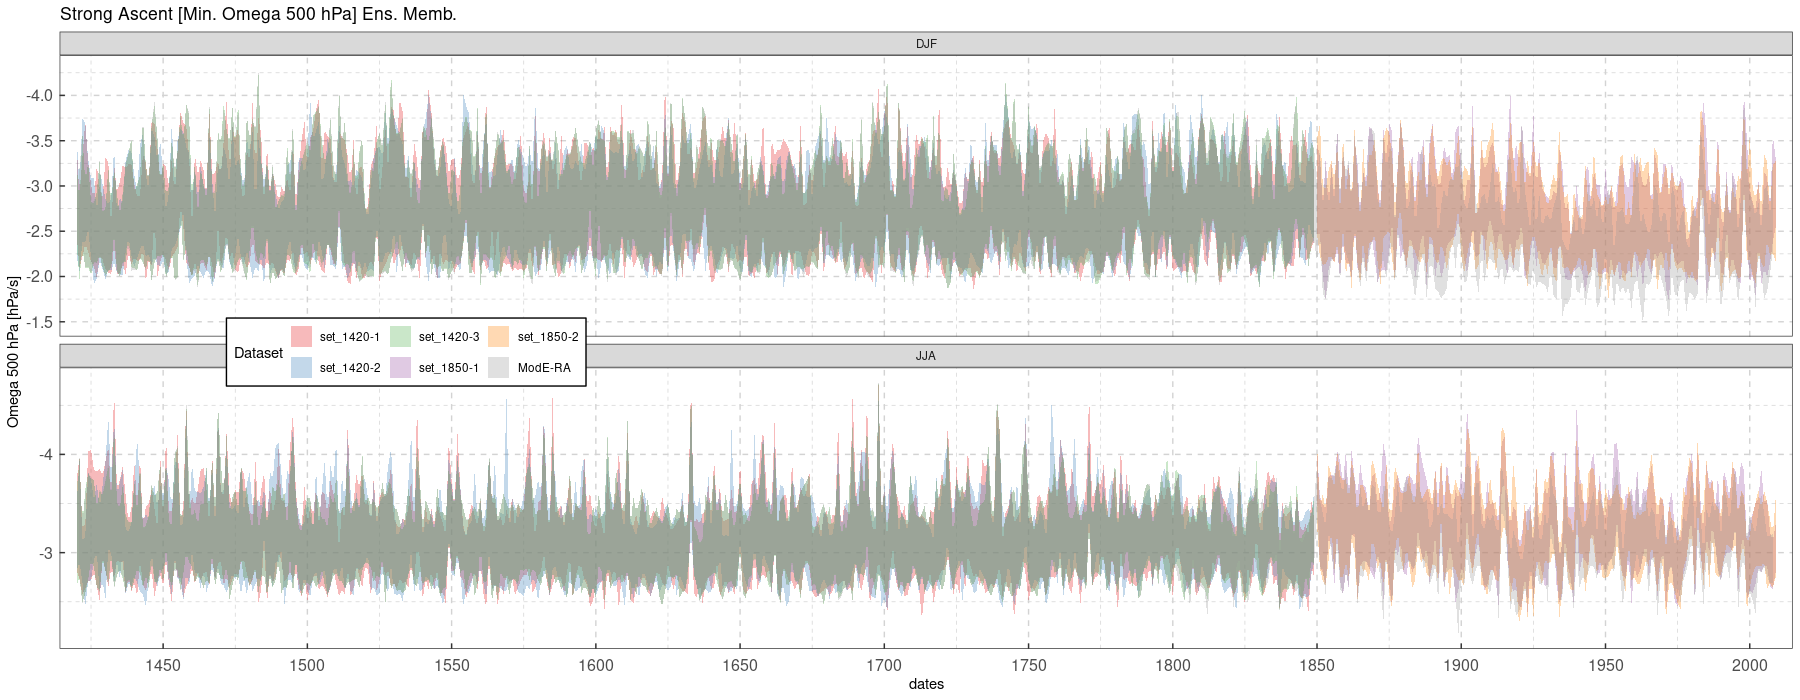 Strong Ascent [Min. Omega 500 hPa] Ens. Memb.
DJF
-4.0
-3.5
-3.0
-2.5
-2.0
-1.5
Omega 500 hPa [hPa/s]
Dataset
set_1420-1
set_1420-3
set_1850-2
set_1420-2
set_1850-1
ModE-RA
JJA
-4
-3
1450 1500 1550 1600 1650 1700 1750 1800 1850 1900 1950 2000
dates